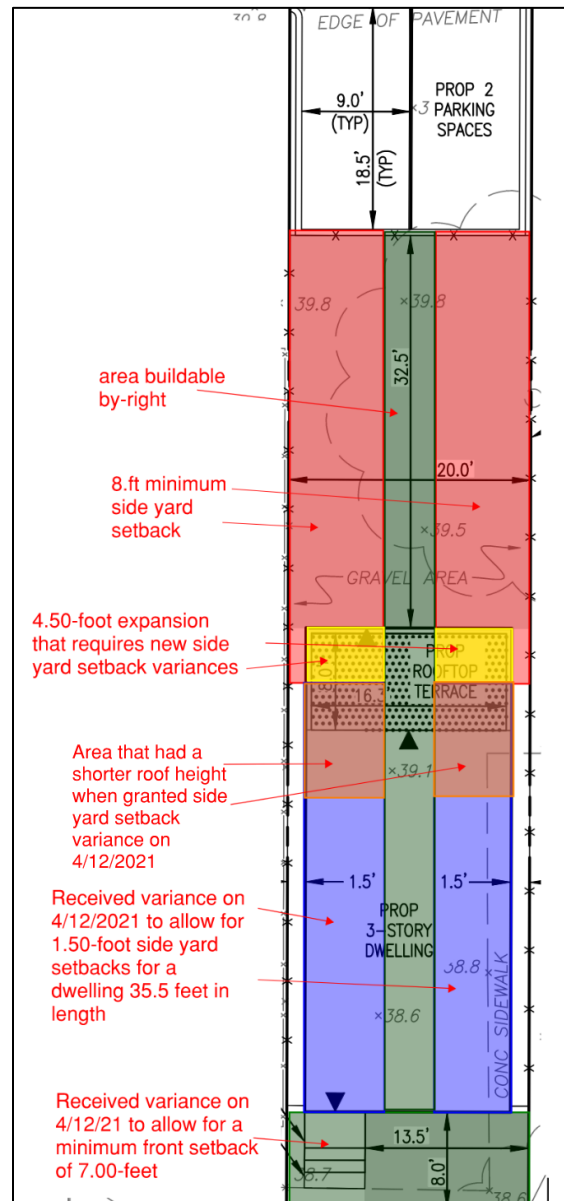 EDGE OF PAVEMENT
9.0'
(TYP)
×3
PROP 2
PARKING
SPACES
18.5'
(TYP)
39.8
×39.8
32.5'
area buildable
by-right
20.0'
8.ft minimum
side yard
setback
×39.5
GRAVEL AREA
4.50-foot expansion
that requires new side
yard setback variances
PROP
ROOFTOP
TERRACE
16.3'
×39.1
Area that had a
shorter roof height
when granted side
yard setback
variance on
4/12/2021
1.5'
1.5'
Received variance on
4/12/2021 to allow for
1.50-foot side yard
setbacks for a
dwelling 35.5 feet in
length
PROP
3-STORY
DWELLING
38.8
×38.6
CONC SIDEWALK
Received variance on
4/12/21 to allow for a
minimum front setback
of 7.00-feet
13.5'
8.0'
38.7
×38.6